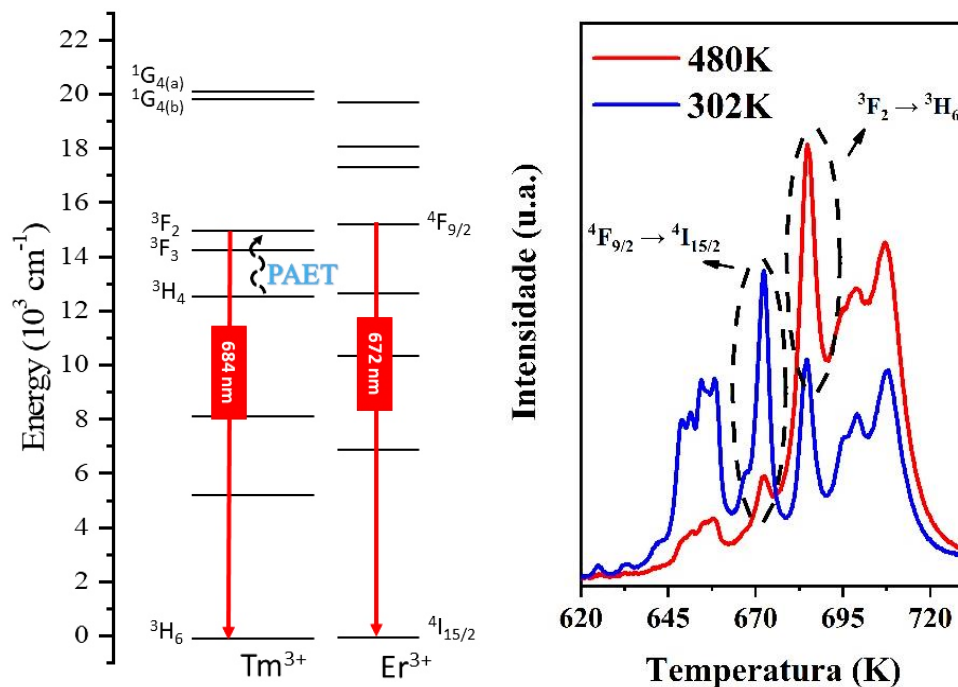 Energy (10³ cm⁻¹)
22
20
18
16
14
12
10
8
6
4
2
0
¹G₄₍ₐ₎
¹G₄₍b₎
³F₂
³F₃
³H₄
PAET
684 nm
³H₆
Tm³⁺
⁴F₉/₂
672 nm
⁴I₁₅/₂
Er³⁺
Intensidade (u.a.)
480K
302K
³F₂ → ³H₆
⁴F₉/₂ → ⁴I₁₅/₂
620 645 670 695 720
Temperatura (K)